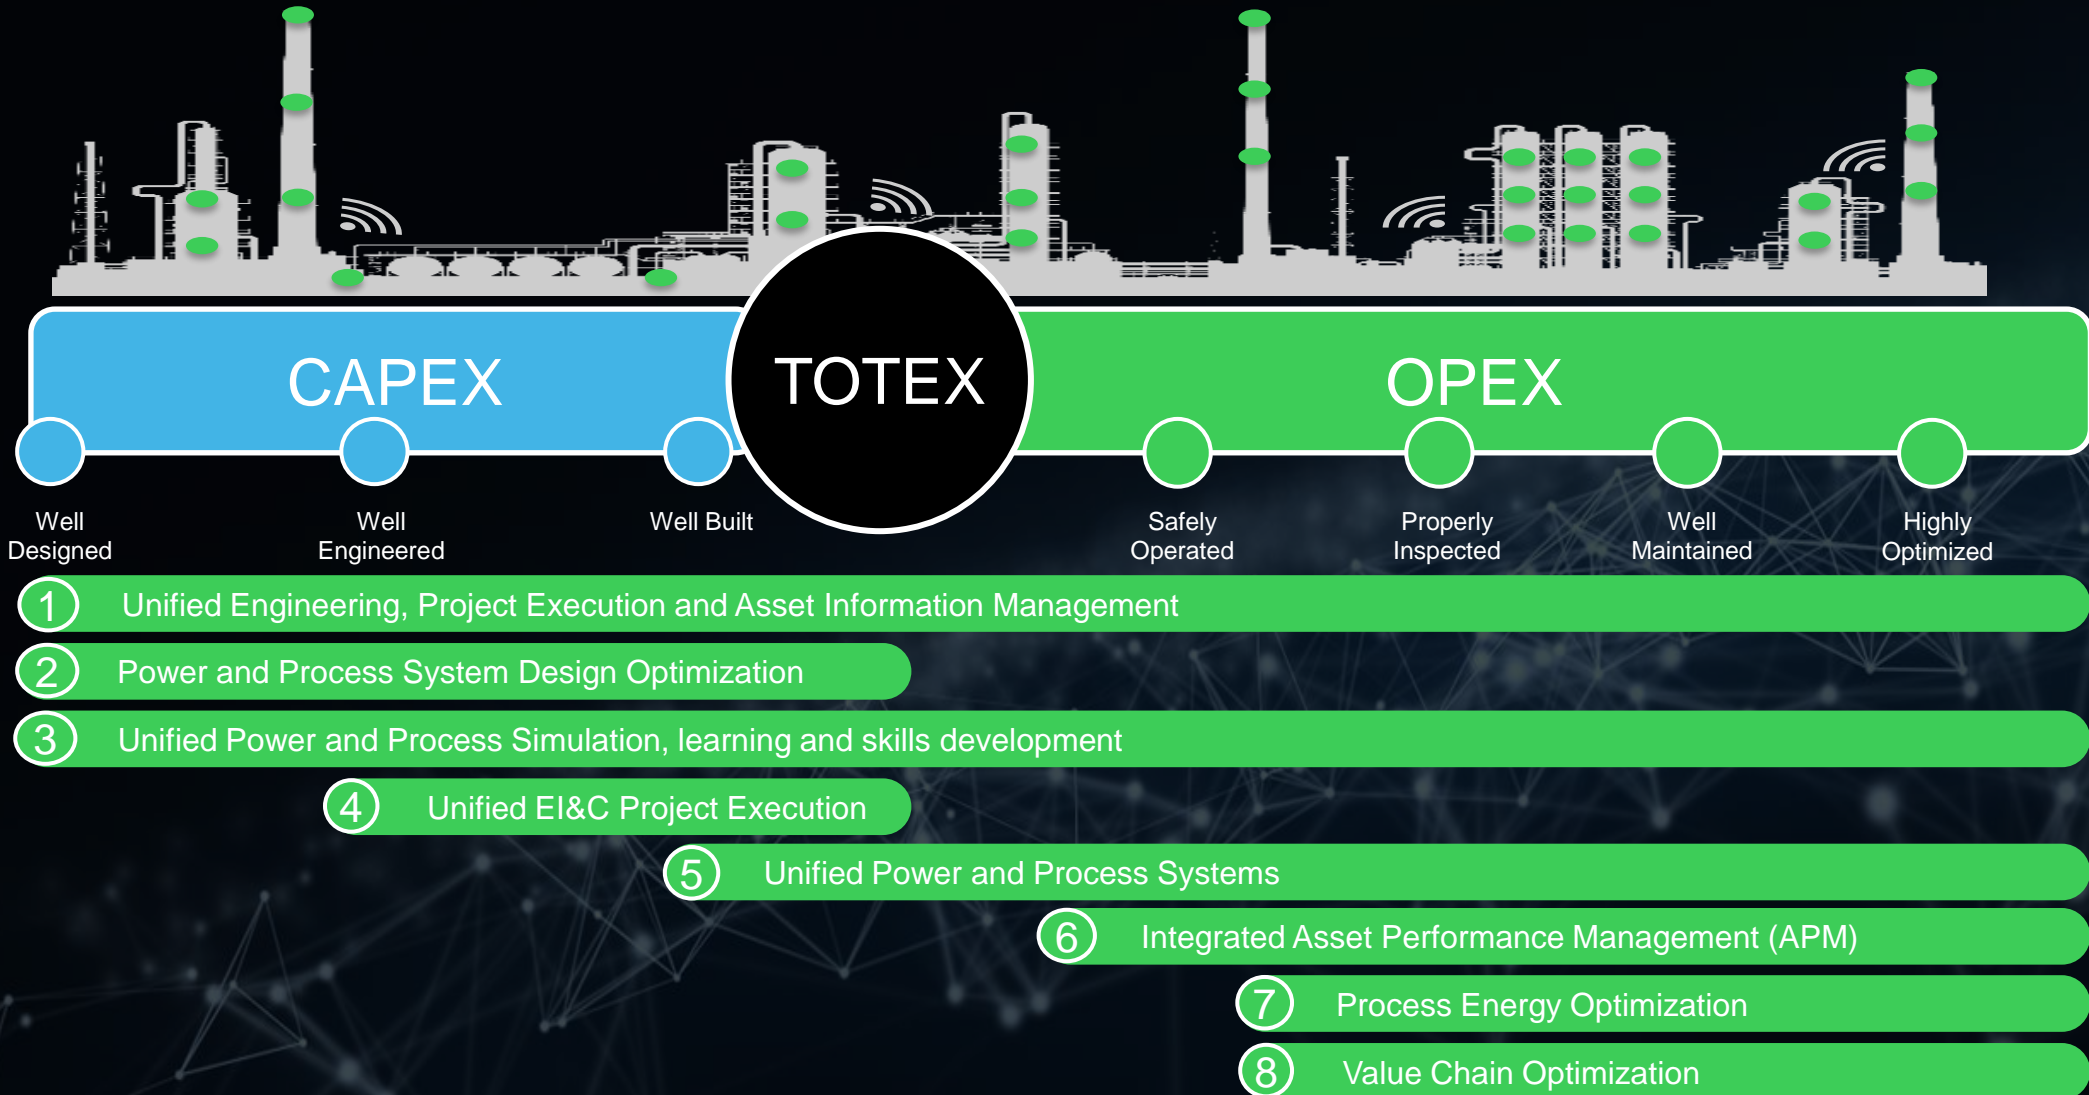 CAPEX
TOTEX
OPEX
Well
Designed
Well
Engineered
Well Built
Safely
Operated
Properly
Inspected
Well
Maintained
Highly
Optimized
1 Unified Engineering, Project Execution and Asset Information Management
2 Power and Process System Design Optimization
3 Unified Power and Process Simulation, learning and skills development
4 Unified EI&C Project Execution
5 Unified Power and Process Systems
6 Integrated Asset Performance Management (APM)
7 Process Energy Optimization
8 Value Chain Optimization